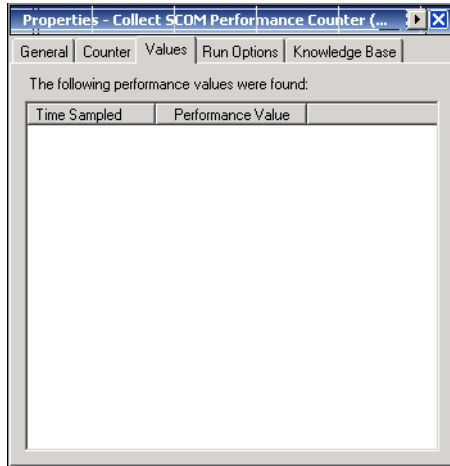 Properties - Collect SCOM Performance Counter (...
General Counter Values Run Options Knowledge Base
The following performance values were found:
Time Sampled Performance Value